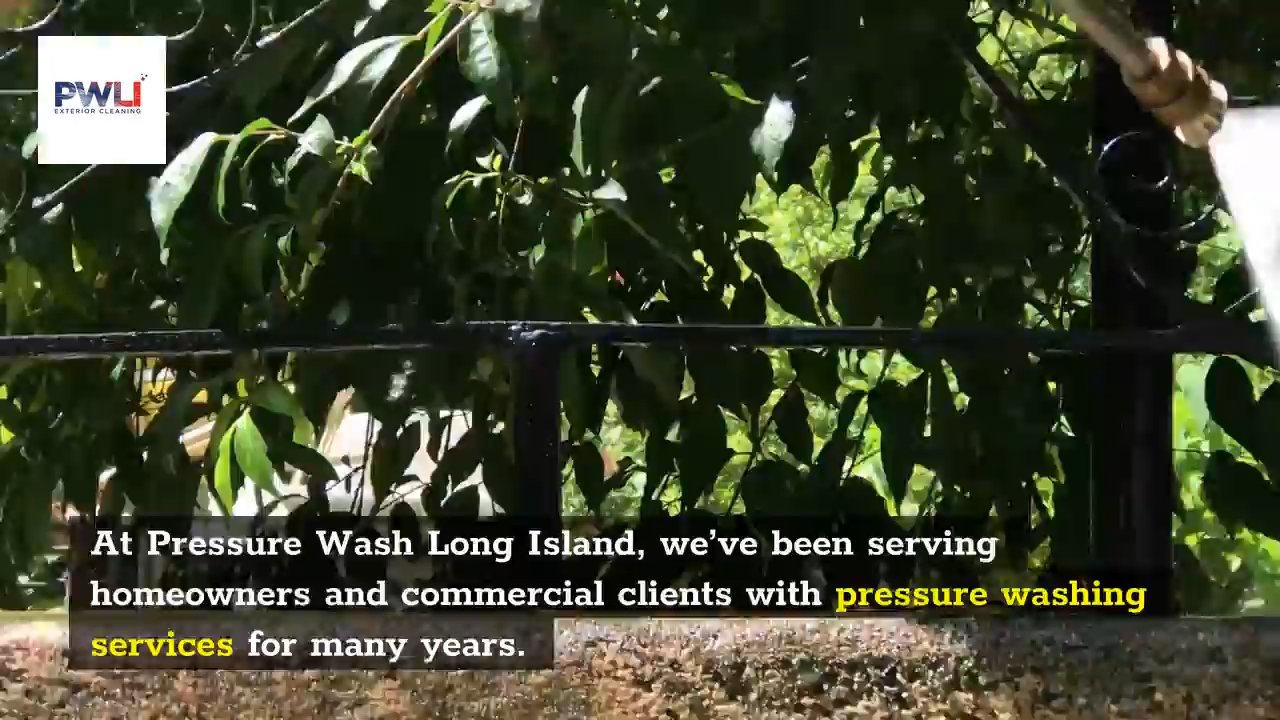 PWLI
EXTERIOR CLEANING
At Pressure Wash Long Island, we've been serving
homeowners and commercial clients with pressure washing
services for many years.